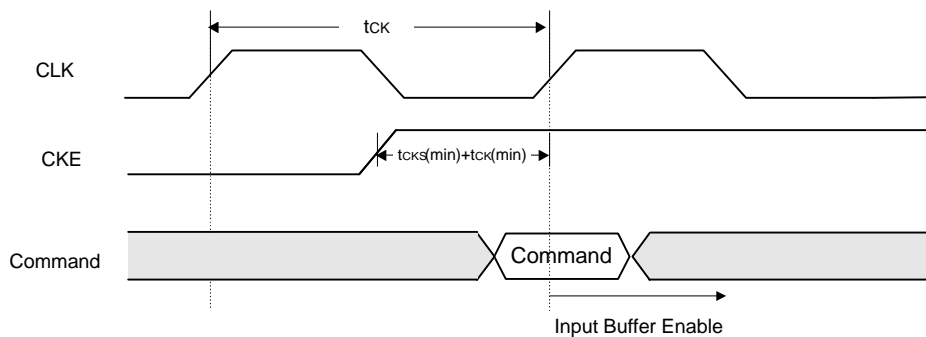 tCK
CLK
CKE
tCKS(min)+tCK(min)
Command
Command
Input Buffer Enable